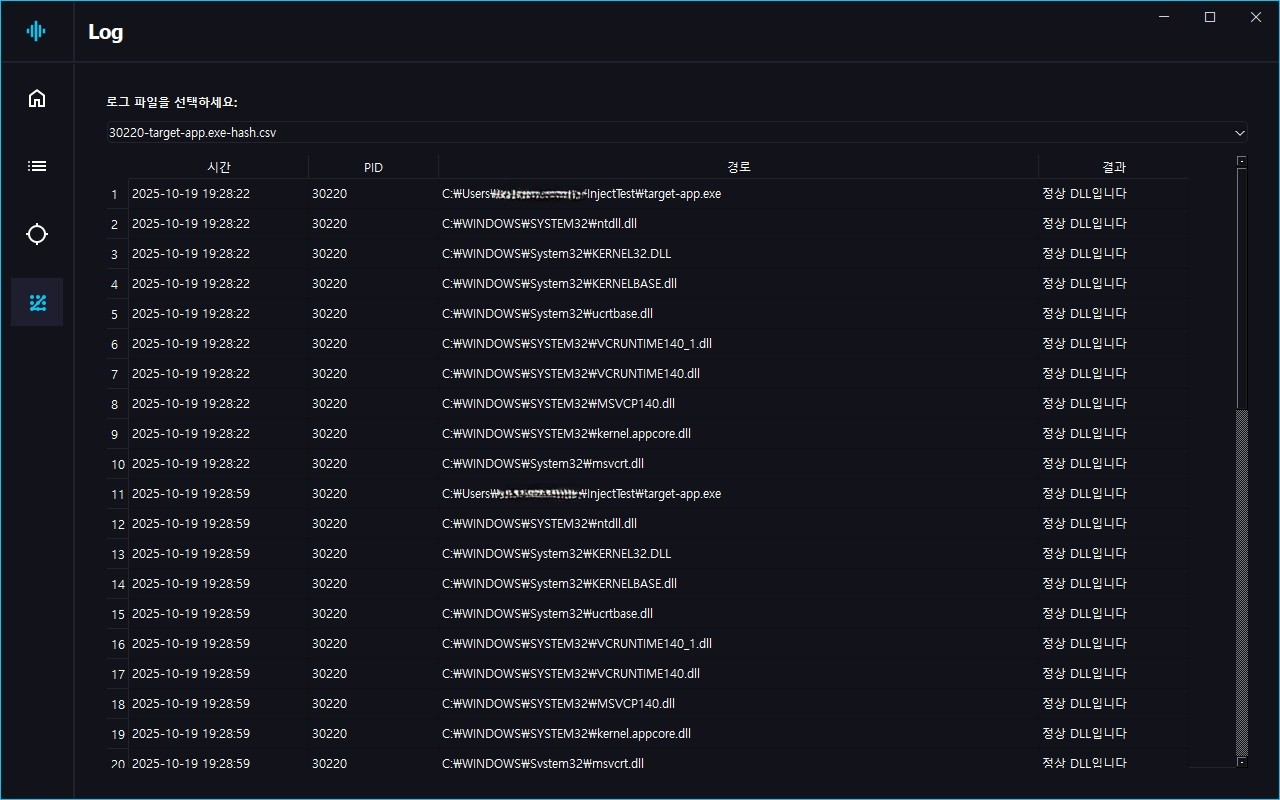 Log
로그 파일을 선택하세요:
30220-target-app.exe-hash.csv
시간 PID 경로 결과
1 2025-10-19 19:28:22 30220 C:₩Users₩ InjectTest₩target-app.exe 정상 DLL입니다
2 2025-10-19 19:28:22 30220 C:₩WINDOWS₩SYSTEM32₩ntdll.dll 정상 DLL입니다
3 2025-10-19 19:28:22 30220 C:₩WINDOWS₩System32₩KERNEL32.DLL 정상 DLL입니다
4 2025-10-19 19:28:22 30220 C:₩WINDOWS₩System32₩KERNELBASE.dll 정상 DLL입니다
5 2025-10-19 19:28:22 30220 C:₩WINDOWS₩System32₩ucrtbase.dll 정상 DLL입니다
6 2025-10-19 19:28:22 30220 C:₩WINDOWS₩SYSTEM32₩VCRUNTIME140_1.dll 정상 DLL입니다
7 2025-10-19 19:28:22 30220 C:₩WINDOWS₩SYSTEM32₩VCRUNTIME140.dll 정상 DLL입니다
8 2025-10-19 19:28:22 30220 C:₩WINDOWS₩SYSTEM32₩MSVCP140.dll 정상 DLL입니다
9 2025-10-19 19:28:22 30220 C:₩WINDOWS₩SYSTEM32₩kernel.appcore.dll 정상 DLL입니다
10 2025-10-19 19:28:22 30220 C:₩WINDOWS₩System32₩msvcrt.dll 정상 DLL입니다
11 2025-10-19 19:28:59 30220 C:₩Users₩ ₩InjectTest₩target-app.exe 정상 DLL입니다
12 2025-10-19 19:28:59 30220 C:₩WINDOWS₩SYSTEM32₩ntdll.dll 정상 DLL입니다
13 2025-10-19 19:28:59 30220 C:₩WINDOWS₩System32₩KERNEL32.DLL 정상 DLL입니다
14 2025-10-19 19:28:59 30220 C:₩WINDOWS₩System32₩KERNELBASE.dll 정상 DLL입니다
15 2025-10-19 19:28:59 30220 C:₩WINDOWS₩System32₩ucrtbase.dll 정상 DLL입니다
16 2025-10-19 19:28:59 30220 C:₩WINDOWS₩SYSTEM32₩VCRUNTIME140_1.dll 정상 DLL입니다
17 2025-10-19 19:28:59 30220 C:₩WINDOWS₩SYSTEM32₩VCRUNTIME140.dll 정상 DLL입니다
18 2025-10-19 19:28:59 30220 C:₩WINDOWS₩SYSTEM32₩MSVCP140.dll 정상 DLL입니다
19 2025-10-19 19:28:59 30220 C:₩WINDOWS₩SYSTEM32₩kernel.appcore.dll 정상 DLL입니다
20 2025-10-19 19:28:59 30220 C:₩WINDOWS₩System32₩msvcrt.dll 정상 DLL입니다